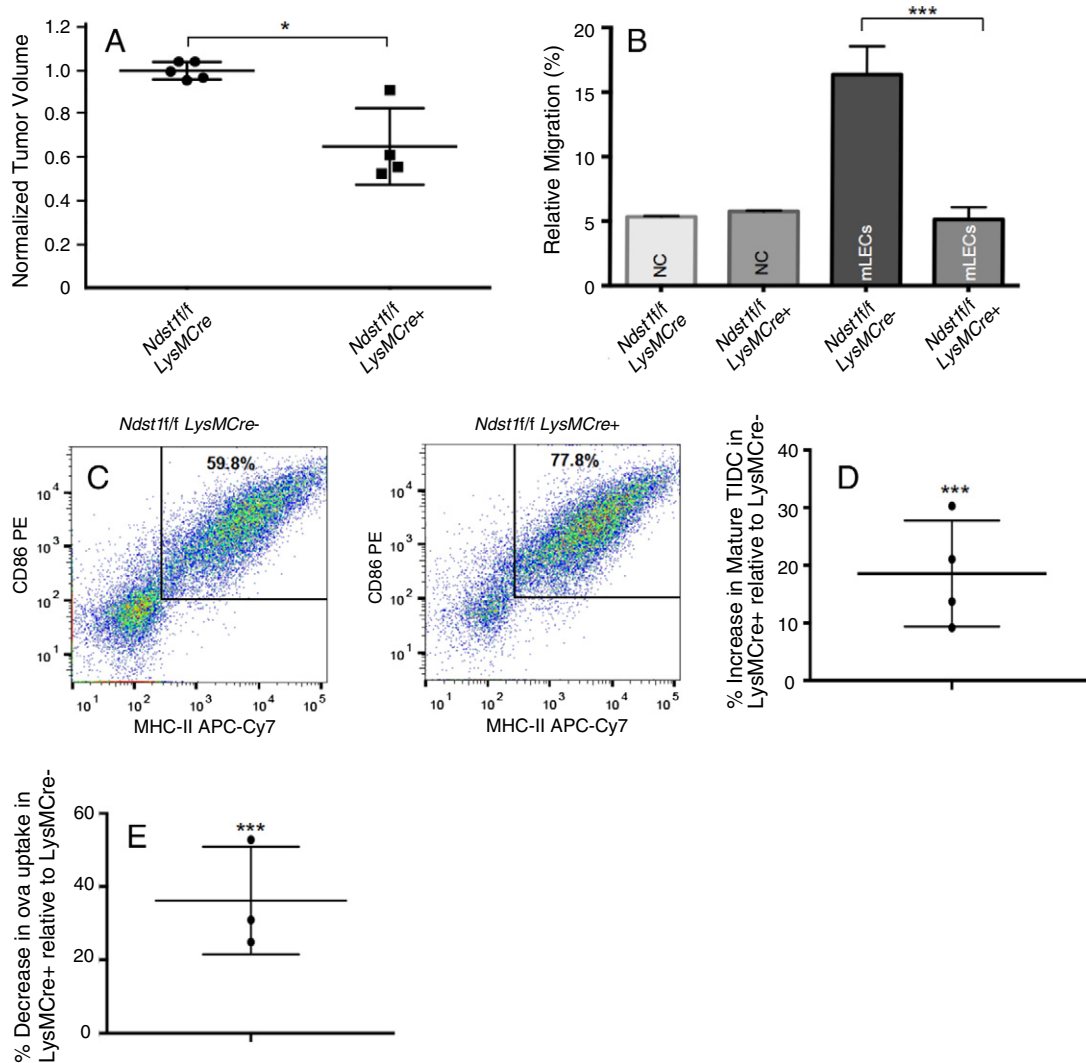 A
*
Normalized Tumor Volume
1.2
1.0
0.8
0.6
0.4
0.2
0
Ndst1f/f
LysMCre
Ndst1f/f
LysMCre+
B
***
Relative Migration (%)
20
15
10
5
0
NC
NC
mLECs
mLECs
Ndst1f/f
LysMCre
Ndst1f/f
LysMCre+
Ndst1f/f
LysMCre-
Ndst1f/f
LysMCre+
Ndst1f/f LysMCre-
C
59.8%
CD86 PE
10⁴
10³
10²
10¹
10¹ 10² 10³ 10⁴ 10⁵
MHC-II APC-Cy7
Ndst1f/f LysMCre+
77.8%
CD86 PE
10⁴
10³
10²
10¹
10¹ 10² 10³ 10⁴ 10⁵
MHC-II APC-Cy7
D
***
% Increase in Mature TIDC in
LysMCre+ relative to LysMCre-
40
30
20
10
0
E
***
% Decrease in ova uptake in
LysMCre+ relative to LysMCre-
60
40
20
0